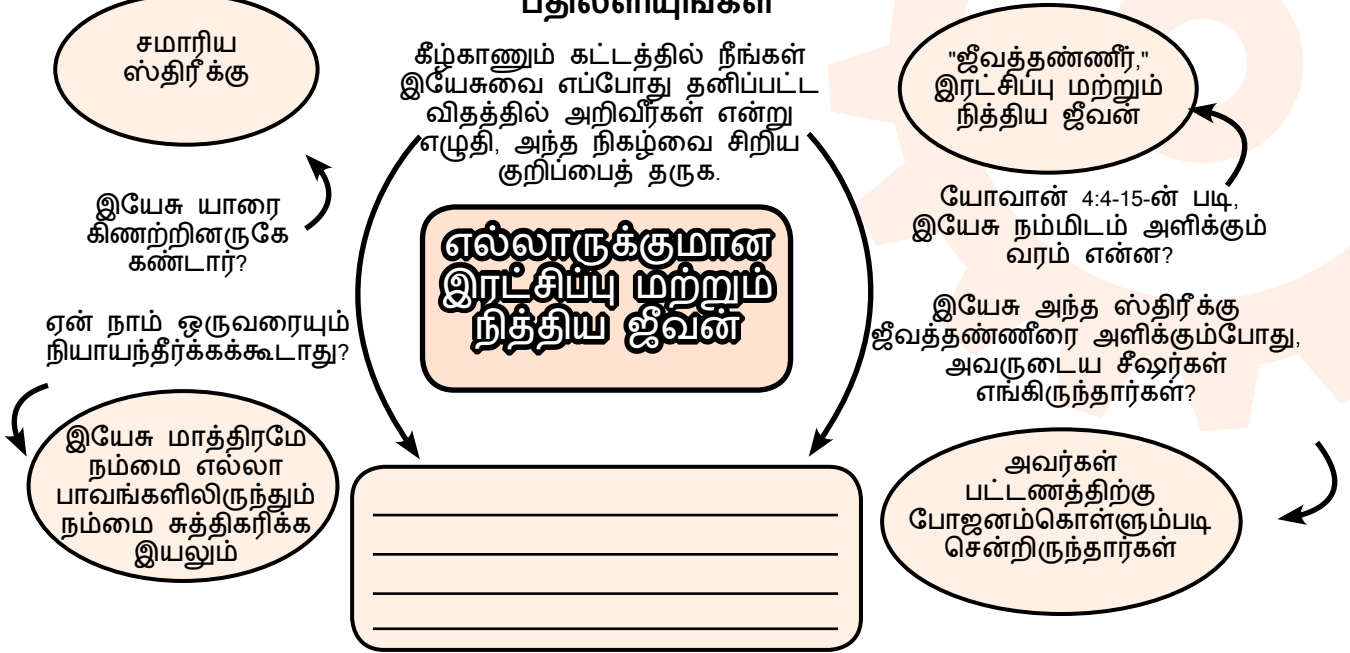 பதிலளியுங்கள்
சமாரிய
ஸ்திரீக்கு
இயேசு யாரை
கிணற்றினருகே
கண்டார்?
ஏன் நாம் ஒருவரையும்
நியாயந்தீர்க்கக்கூடாது?
இயேசு மாத்திரமே
நம்மை எல்லா
பாவங்களிலிருந்தும்
நம்மை சுத்திகரிக்க
இயலும்
கீழ்காணும் கட்டத்தில் நீங்கள்
இயேசுவை எப்போது தனிப்பட்ட
விதத்தில் அறிவீர்கள் என்று
எழுதி, அந்த நிகழ்வை சிறிய
குறிப்பைத் தருக.
எல்லாருக்குமான
இரட்சிப்பு மற்றும்
நித்திய ஜீவன்
"ஜீவத்தண்ணீர்,"
இரட்சிப்பு மற்றும்
நித்திய ஜீவன்
யோவான் 4:4-15-ன் படி,
இயேசு நம்மிடம் அளிக்கும்
வரம் என்ன?
இயேசு அந்த ஸ்திரீக்கு
ஜீவத்தண்ணீரை அளிக்கும்போது,
அவருடைய சீஷர்கள்
எங்கிருந்தார்கள்?
அவர்கள்
பட்டணத்திற்கு
போஜனம்கொள்ளும்படி
சென்றிருந்தார்கள்